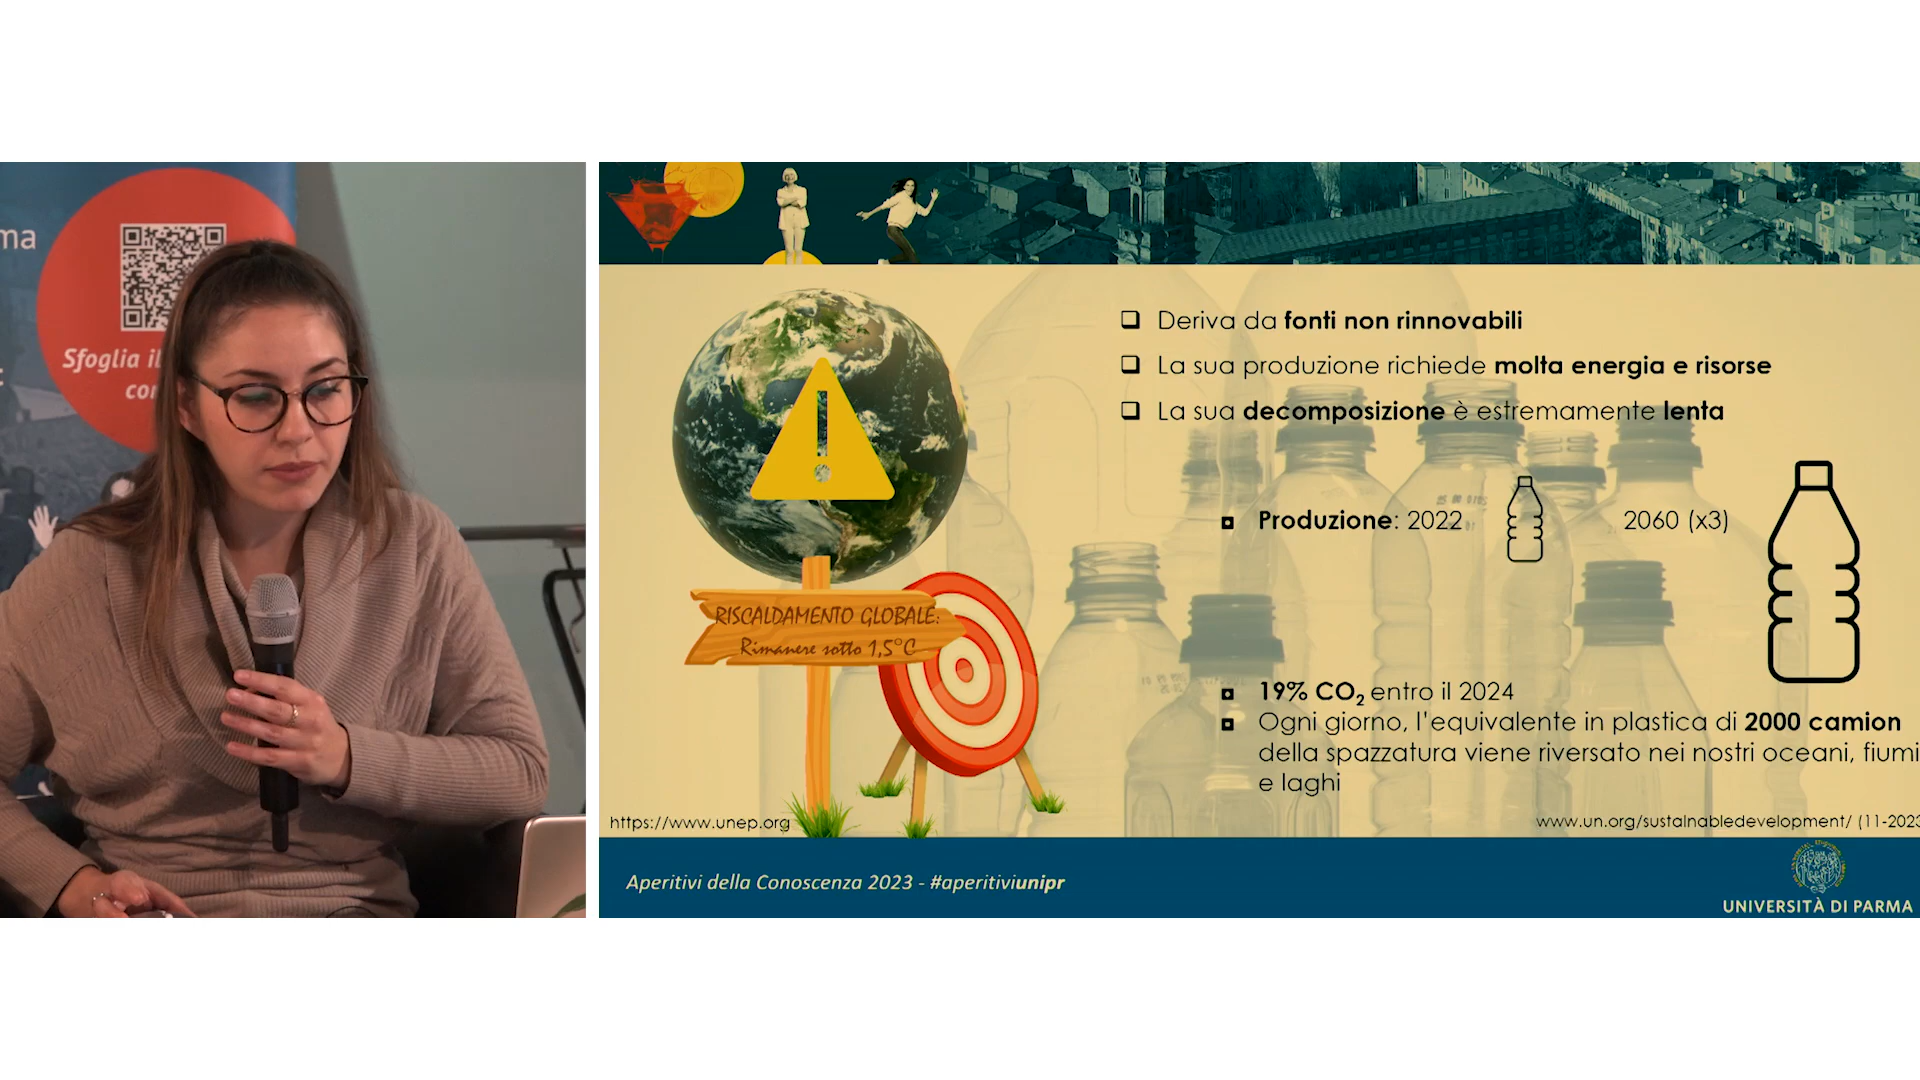 ma
Sfoglia il
con
Deriva da fonti non rinnovabili
La sua produzione richiede molta energia e risorse
La sua decomposizione è estremamente lenta
Produzione: 2022
2060 (x3)
RISCALDAMENTO GLOBALE:
Rimanere sotto 1,5°C
19% CO2 entro il 2024
Ogni giorno, l'equivalente in plastica di 2000 camion
della spazzatura viene riversato nei nostri oceani, fiumi
e laghi
https://www.unep.org
www.un.org/sustainabledevelopment/ (11-2023
Aperitivi della Conoscenza 2023 - #aperitiviunipr
UNIVERSITÀ DI PARMA